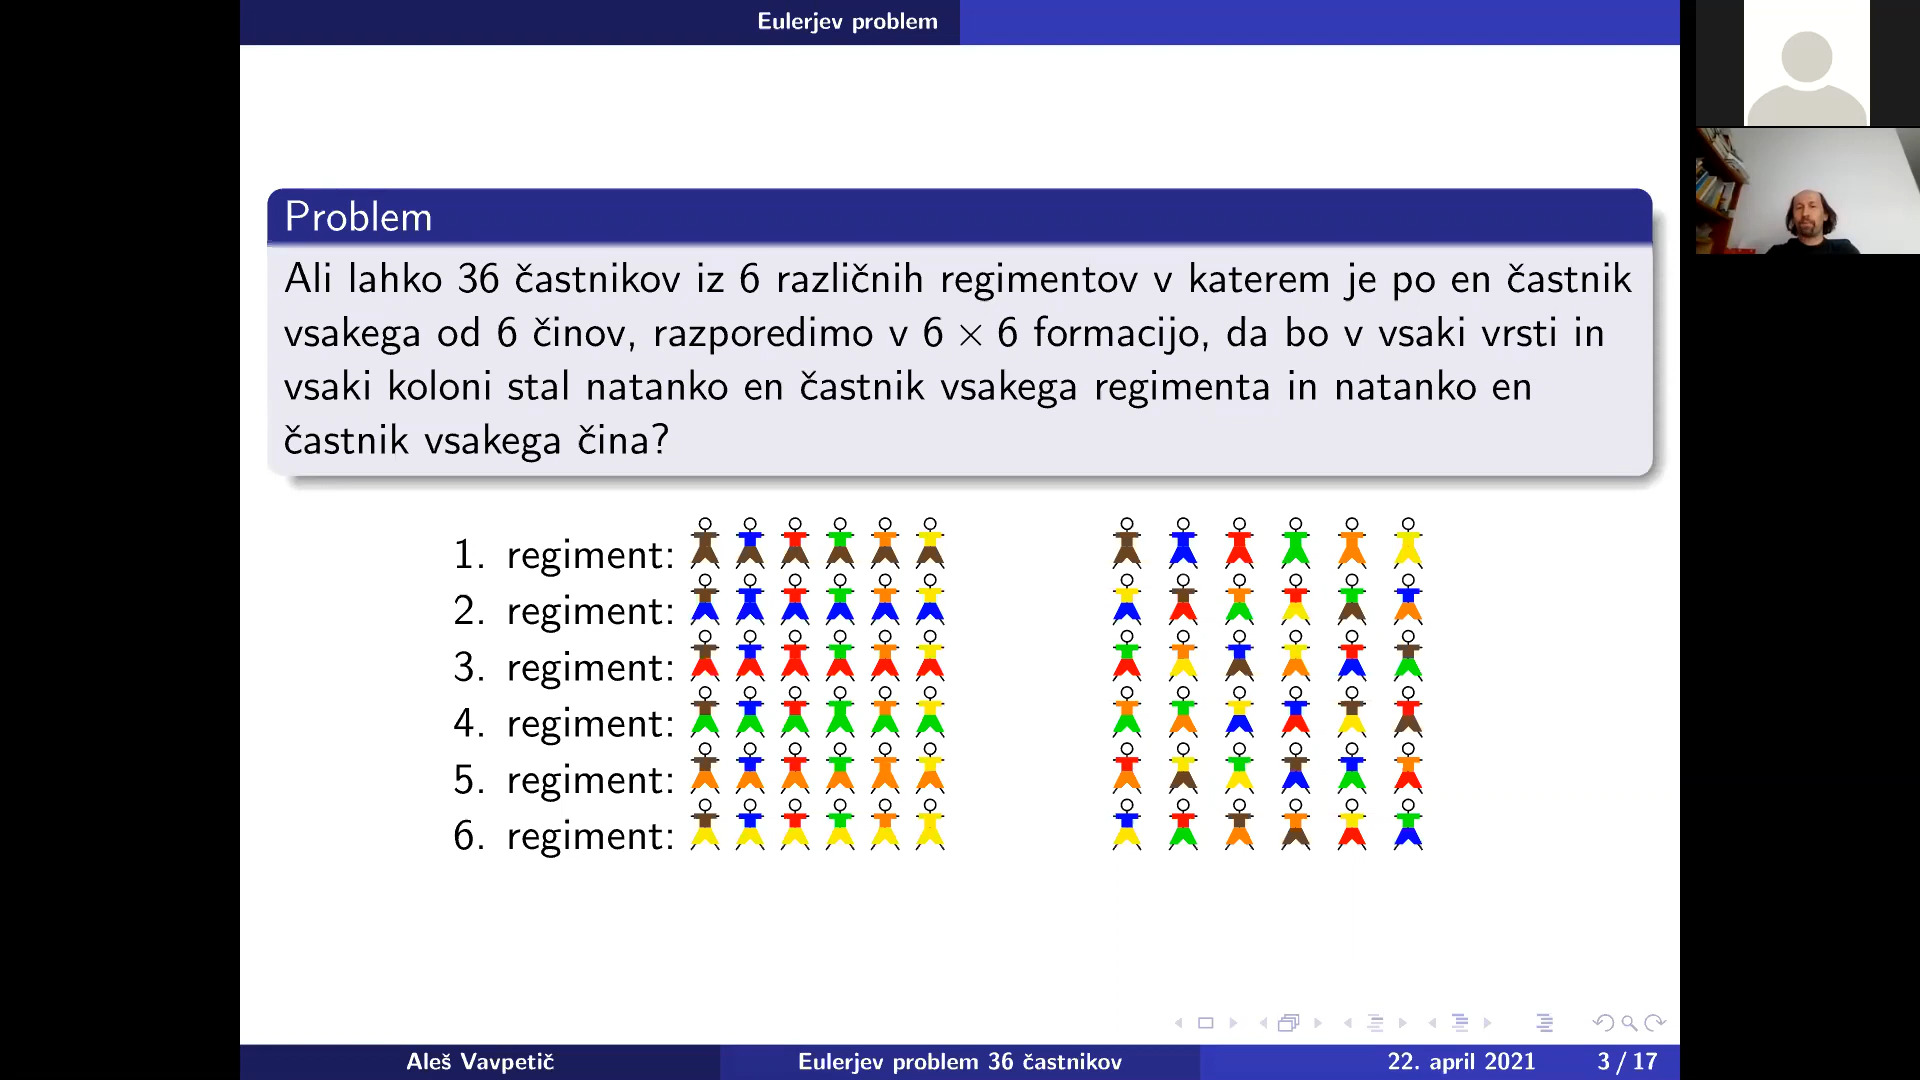 Eulerjev problem
Problem
Ali lahko 36 častnikov iz 6 različnih regimentov v katerem je po en častnik
vsakega od 6 činov, razporedimo v 6 × 6 formacijo, da bo v vsaki vrsti in
vsaki koloni stal natanko en častnik vsakega regimenta in natanko en
častnik vsakega čina?
1. regiment:
2. regiment:
3. regiment:
4. regiment:
5. regiment:
6. regiment:
Aleš Vavpetič
Eulerjev problem 36 častnikov
22. april 2021
3 / 17